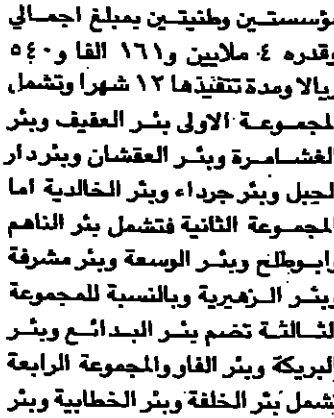 مؤسستين وطنيتين بمبلغ اجمالي
وقدره ٤ ملايين و١٦١ الفا و٥٤٠
ريالا ومدة تنفيذها ١٢ شهرا وتشمل
المجموعة الاولى بئر العقيف وبئر
الغشامرة وبئر العقشان وبئر دار
الجبل وبئر جرداء وبئر الخالدية اما
المجموعة الثانية فتشمل بئر الناهم
وابوطلح وبئر الوسعة وبئر مشرفة
وبئر الزهيرية وبالنسبة للمجموعة
الثالثة تضم بئر البدائع وبئر
البريكة وبئر الفاو والمجموعة الرابعة
تشمل بئر الخلفة وبئر الخطابية وبئر